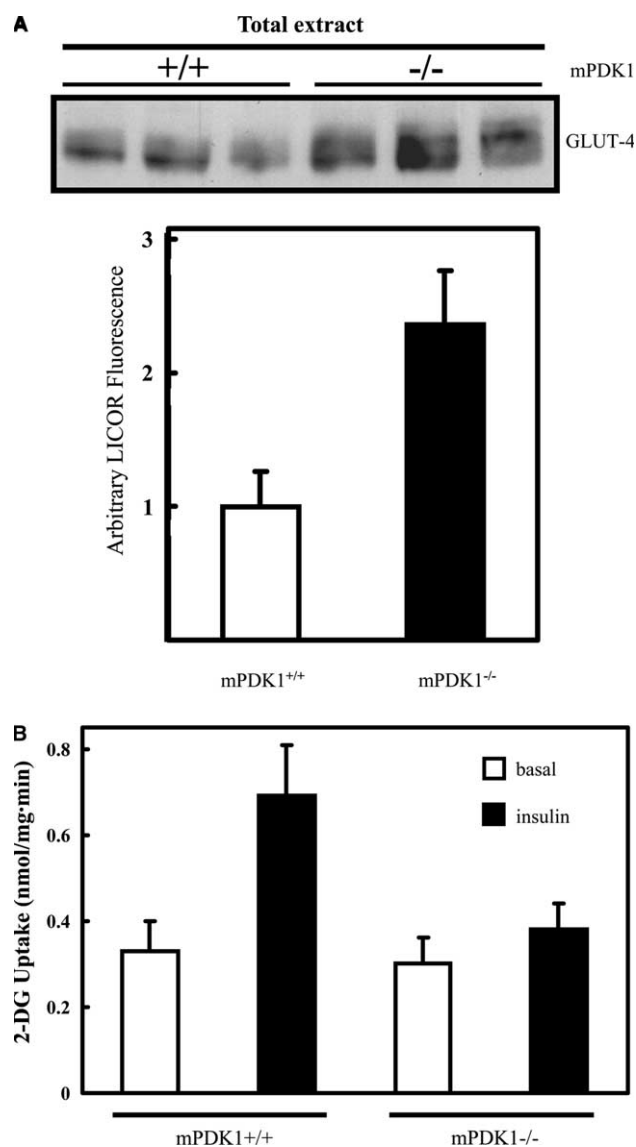 A
Total extract
+/+ -/- mPDK1
GLUT-4
3
2
1
Arbitrary LICOR Fluorescence
mPDK1+/+ mPDK1-/-
B
0.8
0.6
0.4
0.2
0
2-DG Uptake (nmol/mg·min)
basal
insulin
mPDK1+/+ mPDK1-/-